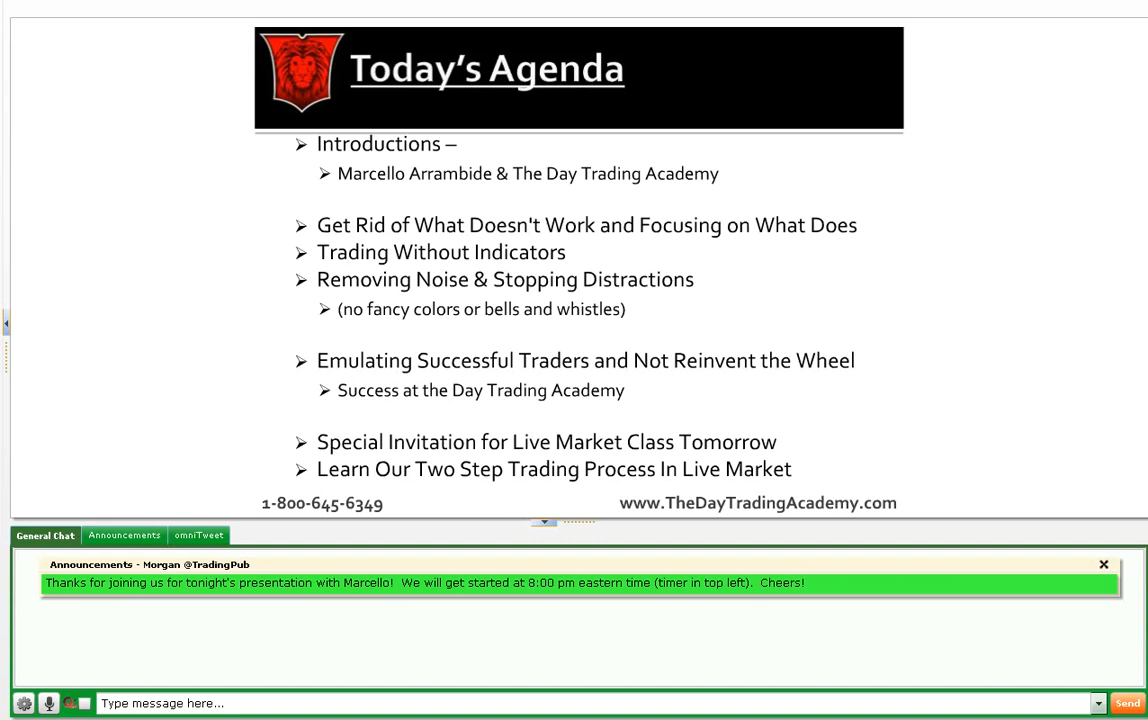 Today's Agenda
Introductions –
Marcello Arrambide & The Day Trading Academy
Get Rid of What Doesn't Work and Focusing on What Does
Trading Without Indicators
Removing Noise & Stopping Distractions
(no fancy colors or bells and whistles)
Emulating Successful Traders and Not Reinvent the Wheel
Success at the Day Trading Academy
Special Invitation for Live Market Class Tomorrow
Learn Our Two Step Trading Process In Live Market
1-800-645-6349 www.TheDayTradingAcademy.com
General Chat Announcements omniTweet
Announcements - Morgan @TradingPub
Thanks for joining us for tonight's presentation with Marcello! We will get started at 8:00 pm eastern time (timer in top left). Cheers!
Type message here... Send